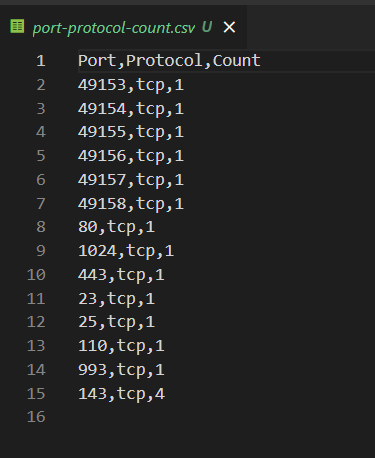 port-protocol-count.csv U ×
1 Port,Protocol,Count
2 49153,tcp,1
3 49154,tcp,1
4 49155,tcp,1
5 49156,tcp,1
6 49157,tcp,1
7 49158,tcp,1
8 80,tcp,1
9 1024,tcp,1
10 443,tcp,1
11 23,tcp,1
12 25,tcp,1
13 110,tcp,1
14 993,tcp,1
15 143,tcp,4
16